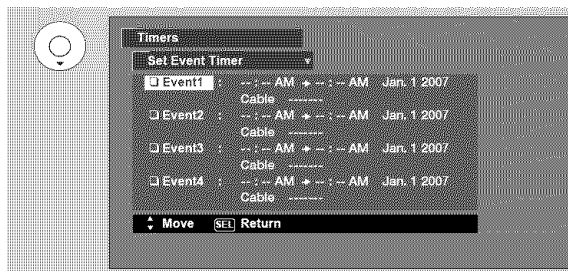 Timers
Set Event Timer
❏ Event1 : -- : -- AM → -- : -- AM Jan. 1 2007
Cable -------
❏ Event2 : -- : -- AM → -- : -- AM Jan. 1 2007
Cable -------
❏ Event3 : -- : -- AM → -- : -- AM Jan. 1 2007
Cable -------
❏ Event4 : -- : -- AM → -- : -- AM Jan. 1 2007
Cable -------
Move SEL Return